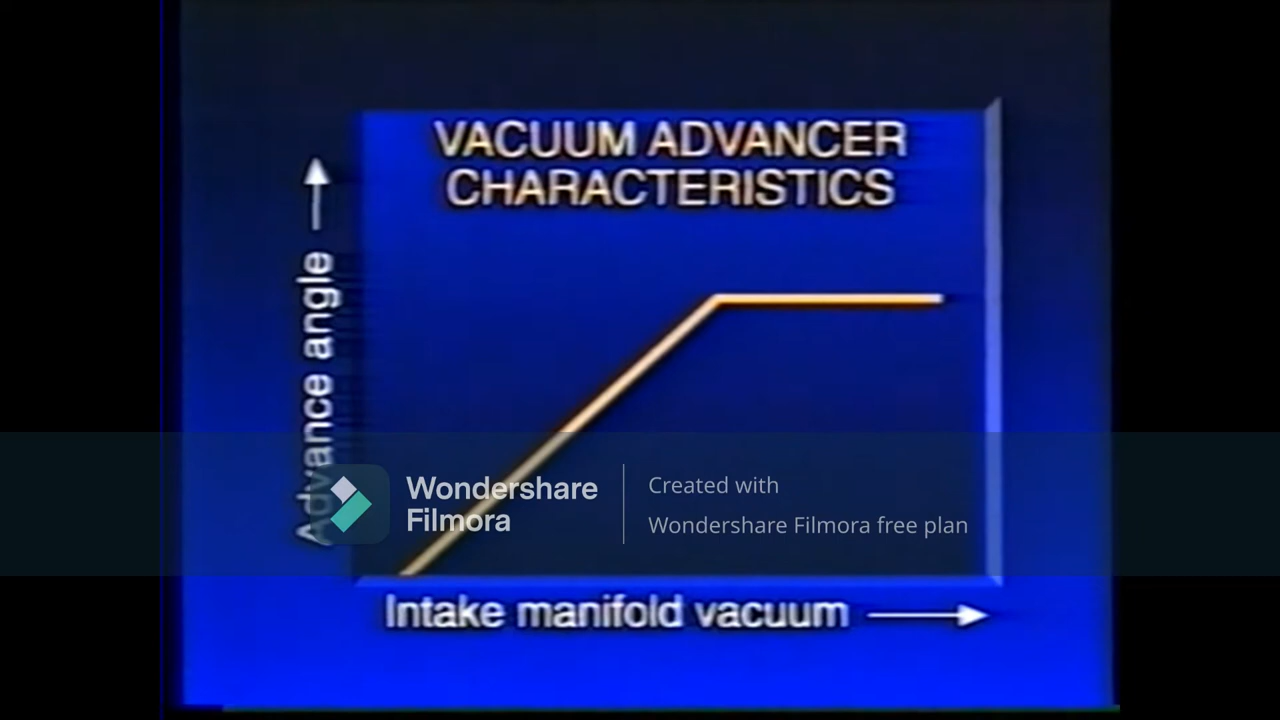 VACUUM ADVANCER
CHARACTERISTICS
Advance angle
Intake manifold vacuum
Wondershare
Filmora
Created with
Wondershare Filmora free plan